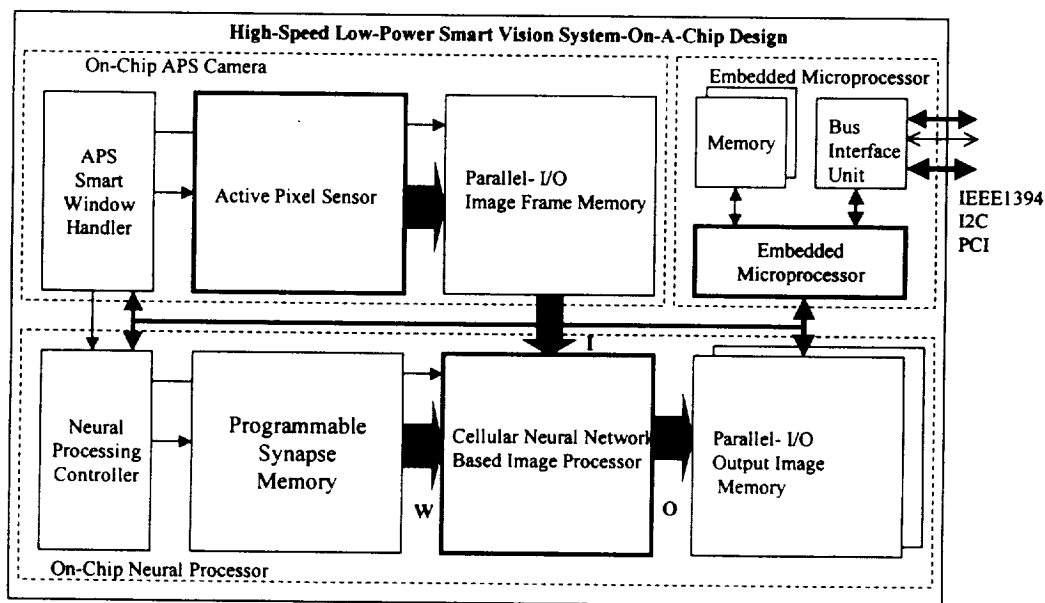 High-Speed Low-Power Smart Vision System-On-A-Chip Design
On-Chip APS Camera
APS
Smart
Window
Handler
Active Pixel Sensor
Parallel- I/O
Image Frame Memory
Embedded Microprocessor
Memory
Bus
Interface
Unit
IEEE1394
I2C
PCI
Embedded
Microprocessor
I
Neural
Processing
Controller
Programmable
Synapse
Memory
W
Cellular Neural Network
Based Image Processor
O
Parallel- I/O
Output Image
Memory
On-Chip Neural Processor